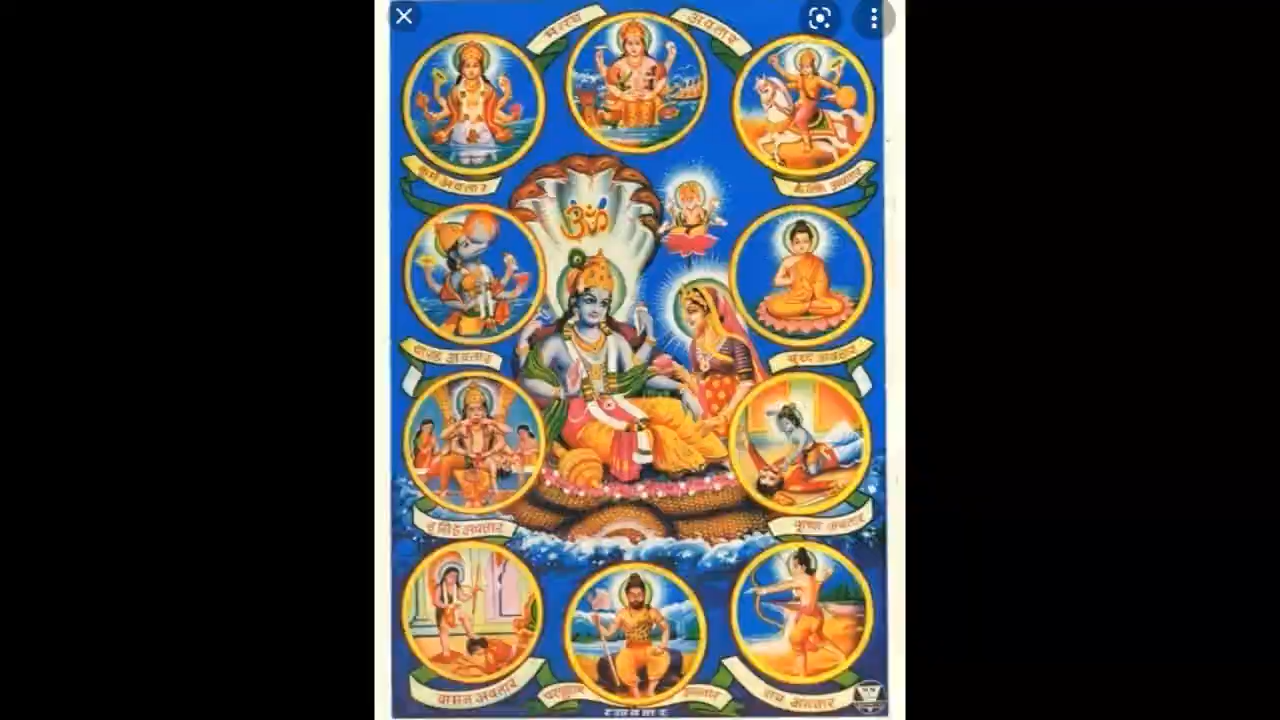 मत्स्य अवतार
कुर्म अवतार
कल्कि अवतार
ॐ
वराह अवतार
बुध्द अवतार
नृसिंह अवतार
कृष्ण अवतार
वामन अवतार
परशुराम अवतार
राम अवतार